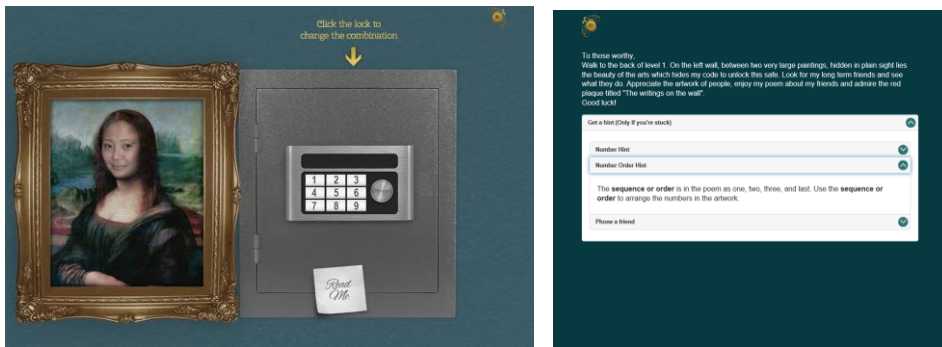 Click the lock to
change the combination
1 2 3
4 5 6
7 8 9
Read
Me
To those worthy,
Walk to the back of level 1. On the left wall, between two very large paintings, hidden in plain sight lies
the beauty of the arts which hides my code to unlock this safe. Look for my long term friends and see
what they do. Appreciate the artwork of people, enjoy my poem about my friends and admire the red
plaque titled "The writings on the wall".
Good luck!
Get a hint (Only if you're stuck)
Number Hint
Number Order Hint
The sequence or order is in the poem as one, two, three, and last. Use the sequence or
order to arrange the numbers in the artwork.
Phone a friend